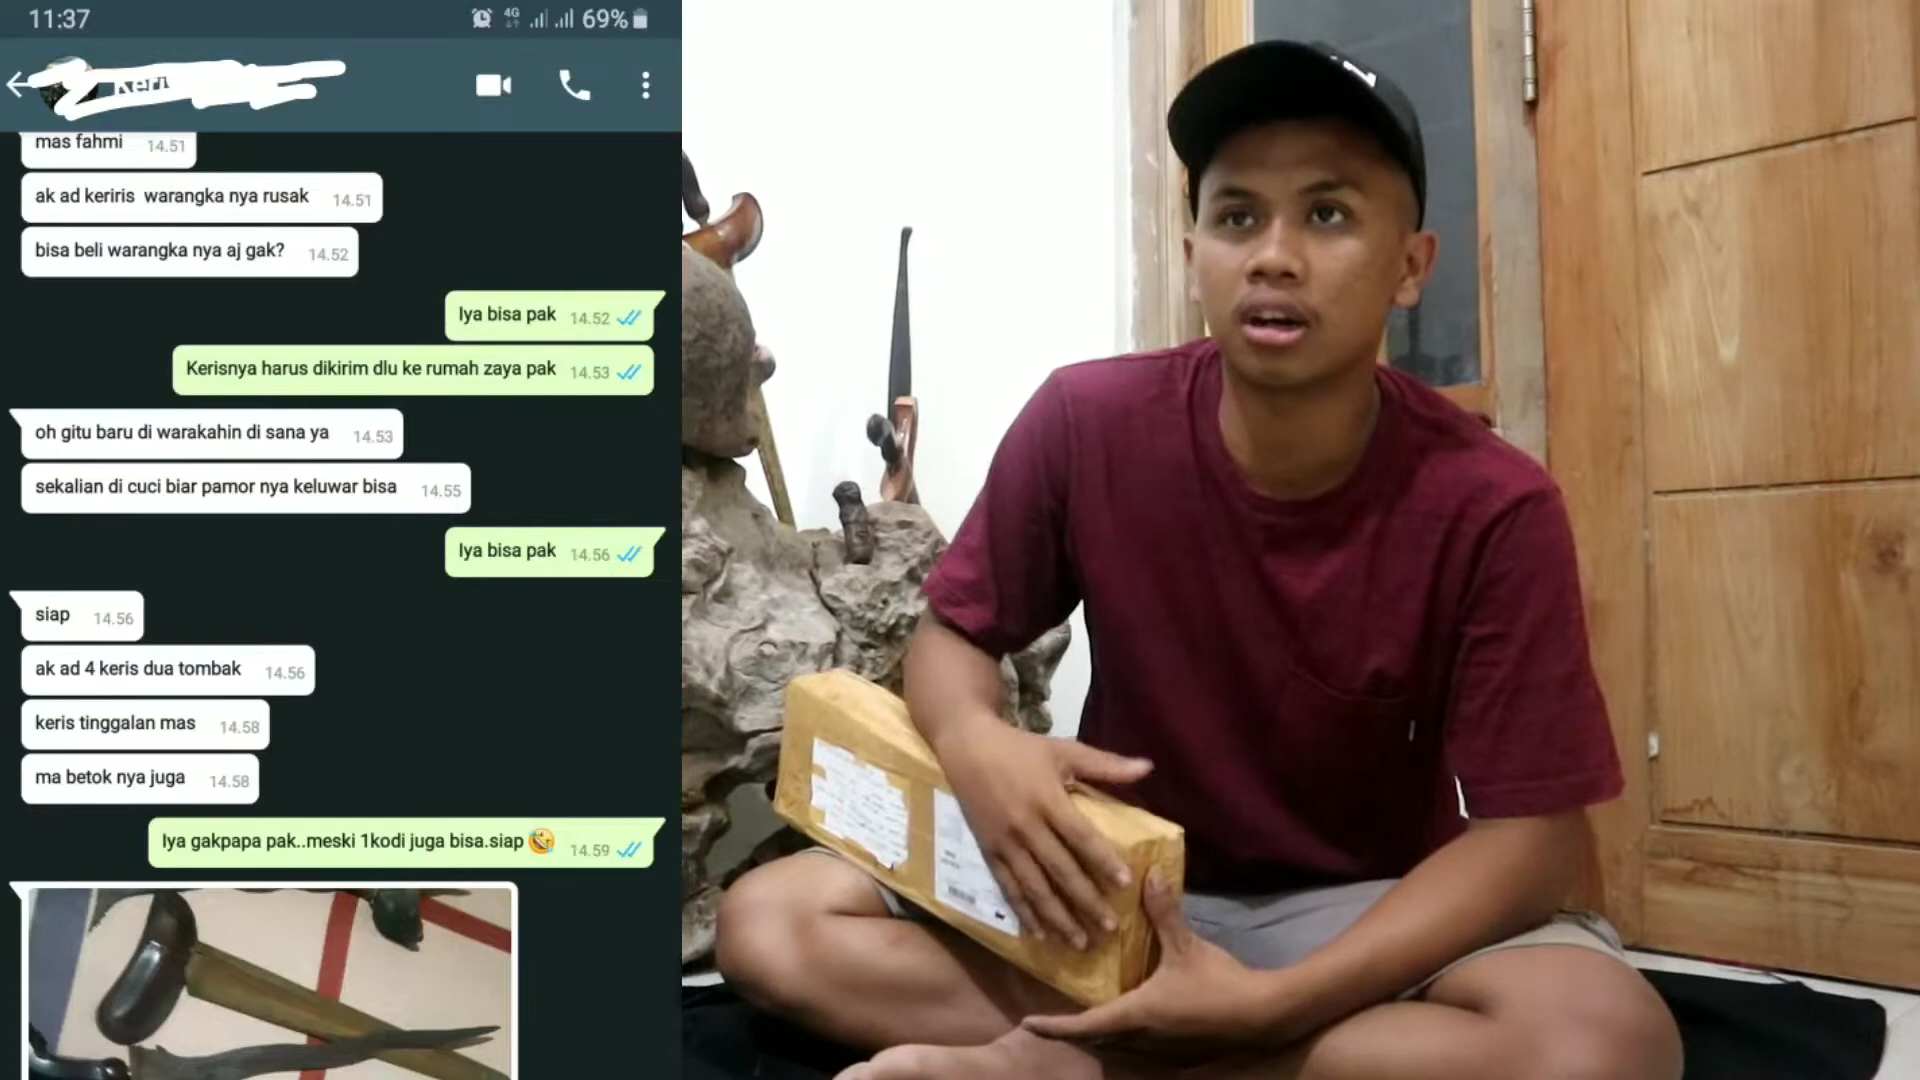 11:37
4G
69%
Keri
mas fahmi 14.51
ak ad keriris warangka nya rusak 14.51
bisa beli warangka nya aj gak? 14.52
Iya bisa pak 14.52
Kerisnya harus dikirim dlu ke rumah zaya pak 14.53
oh gitu baru di warakahin di sana ya 14.53
sekalian di cuci biar pamor nya keluwar bisa 14.55
Iya bisa pak 14.56
siap 14.56
ak ad 4 keris dua tombak 14.56
keris tinggalan mas 14.58
ma betok nya juga 14.58
Iya gakpapa pak..meski 1kodi juga bisa.siap 🤣 14.59